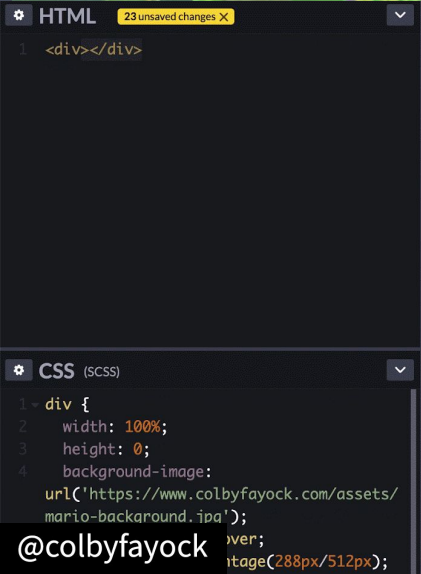 HTML
23 unsaved changes ×
1 <div></div>
CSS (SCSS)
1 div {
2 width: 100%;
3 height: 0;
4 background-image:
url('https://www.colbyfayock.com/assets/
mario-background.jpg');
over;
ntage(288px/512px);
@colbyfayock